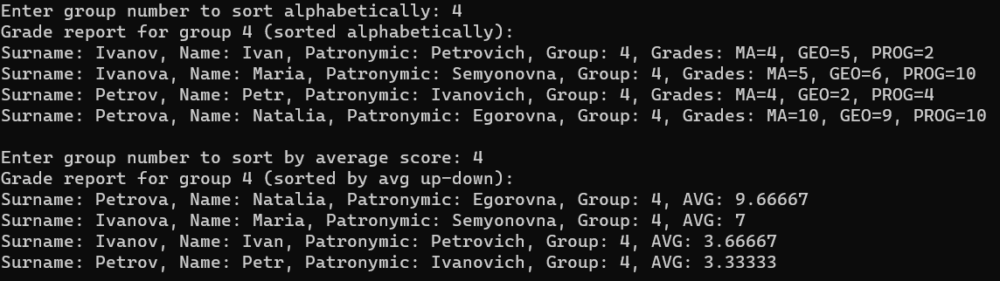 Enter group number to sort alphabetically: 4
Grade report for group 4 (sorted alphabetically):
Surname: Ivanov, Name: Ivan, Patronymic: Petrovich, Group: 4, Grades: MA=4, GEO=5, PROG=2
Surname: Ivanova, Name: Maria, Patronymic: Semyonovna, Group: 4, Grades: MA=5, GEO=6, PROG=10
Surname: Petrov, Name: Petr, Patronymic: Ivanovich, Group: 4, Grades: MA=4, GEO=2, PROG=4
Surname: Petrova, Name: Natalia, Patronymic: Egorovna, Group: 4, Grades: MA=10, GEO=9, PROG=10
Enter group number to sort by average score: 4
Grade report for group 4 (sorted by avg up-down):
Surname: Petrova, Name: Natalia, Patronymic: Egorovna, Group: 4, AVG: 9.66667
Surname: Ivanova, Name: Maria, Patronymic: Semyonovna, Group: 4, AVG: 7
Surname: Ivanov, Name: Ivan, Patronymic: Petrovich, Group: 4, AVG: 3.66667
Surname: Petrov, Name: Petr, Patronymic: Ivanovich, Group: 4, AVG: 3.33333